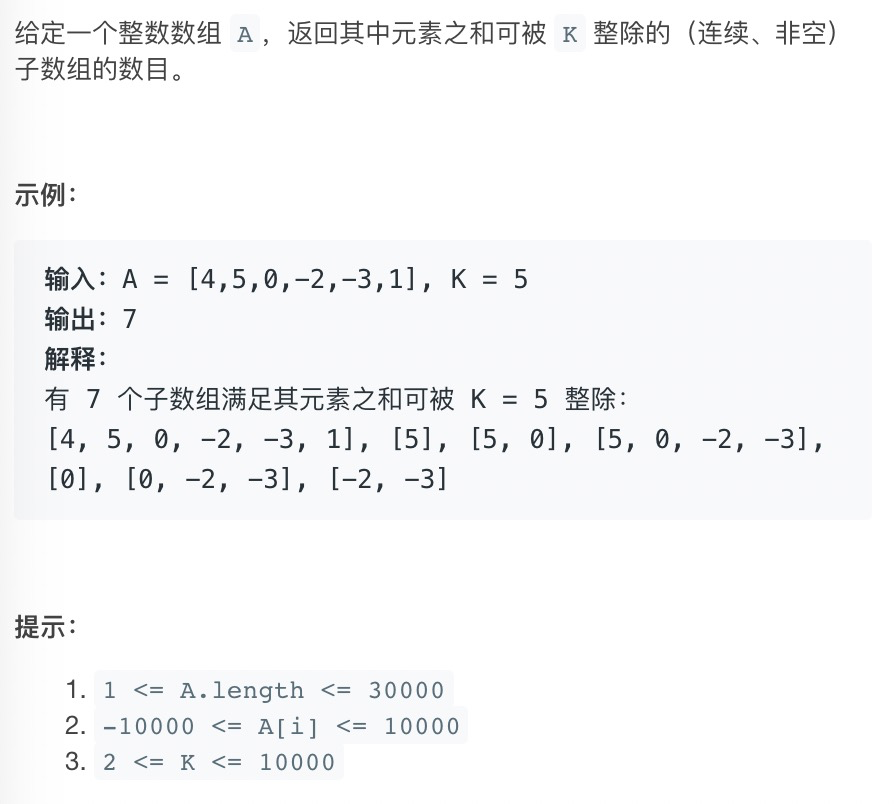 给定一个整数数组 A，返回其中元素之和可被 K 整除的（连续、非空）
子数组的数目。
示例：
输入：A = [4,5,0,-2,-3,1], K = 5
输出：7
解释：
有 7 个子数组满足其元素之和可被 K = 5 整除：
[4, 5, 0, -2, -3, 1], [5], [5, 0], [5, 0, -2, -3],
[0], [0, -2, -3], [-2, -3]
提示：
1. 1 <= A.length <= 30000
2. -10000 <= A[i] <= 10000
3. 2 <= K <= 10000